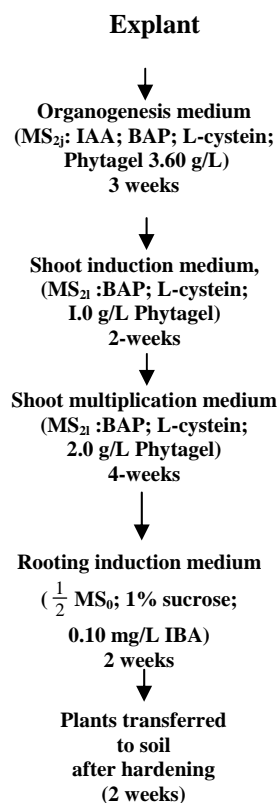 Explant
Organogenesis medium
(MS2j: IAA; BAP; L-cystein;
Phytagel 3.60 g/L)
3 weeks
Shoot induction medium,
(MS2l :BAP; L-cystein;
I.0 g/L Phytagel)
2-weeks
Shoot multiplication medium
(MS2l :BAP; L-cystein;
2.0 g/L Phytagel)
4-weeks
Rooting induction medium
( 1/2 MS0; 1% sucrose;
0.10 mg/L IBA)
2 weeks
Plants transferred
to soil
after hardening
(2 weeks)